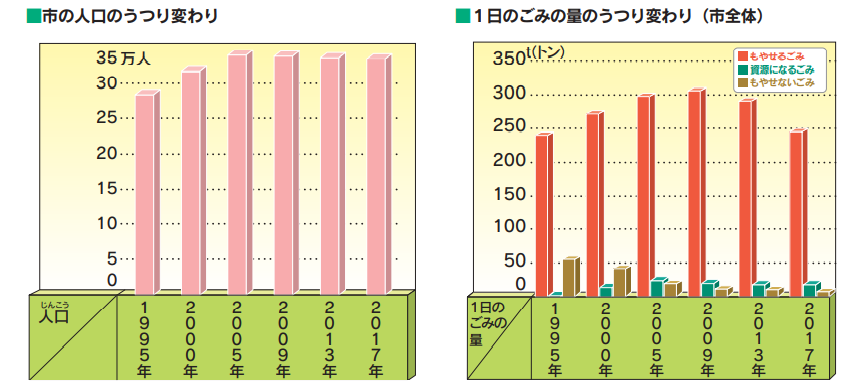 ■市の人口のうつり変わり
35万人
30
25
20
15
10
5
0
じんこう
人口
1995年
2000年
2005年
2009年
2013年
2017年
■1日のごみの量のうつり変わり（市全体）
350t(トン)
300
250
200
150
100
50
0
もやせるごみ
資源になるごみ
もやせないごみ
1日の
ごみの
量
1995年
2000年
2005年
2009年
2013年
2017年